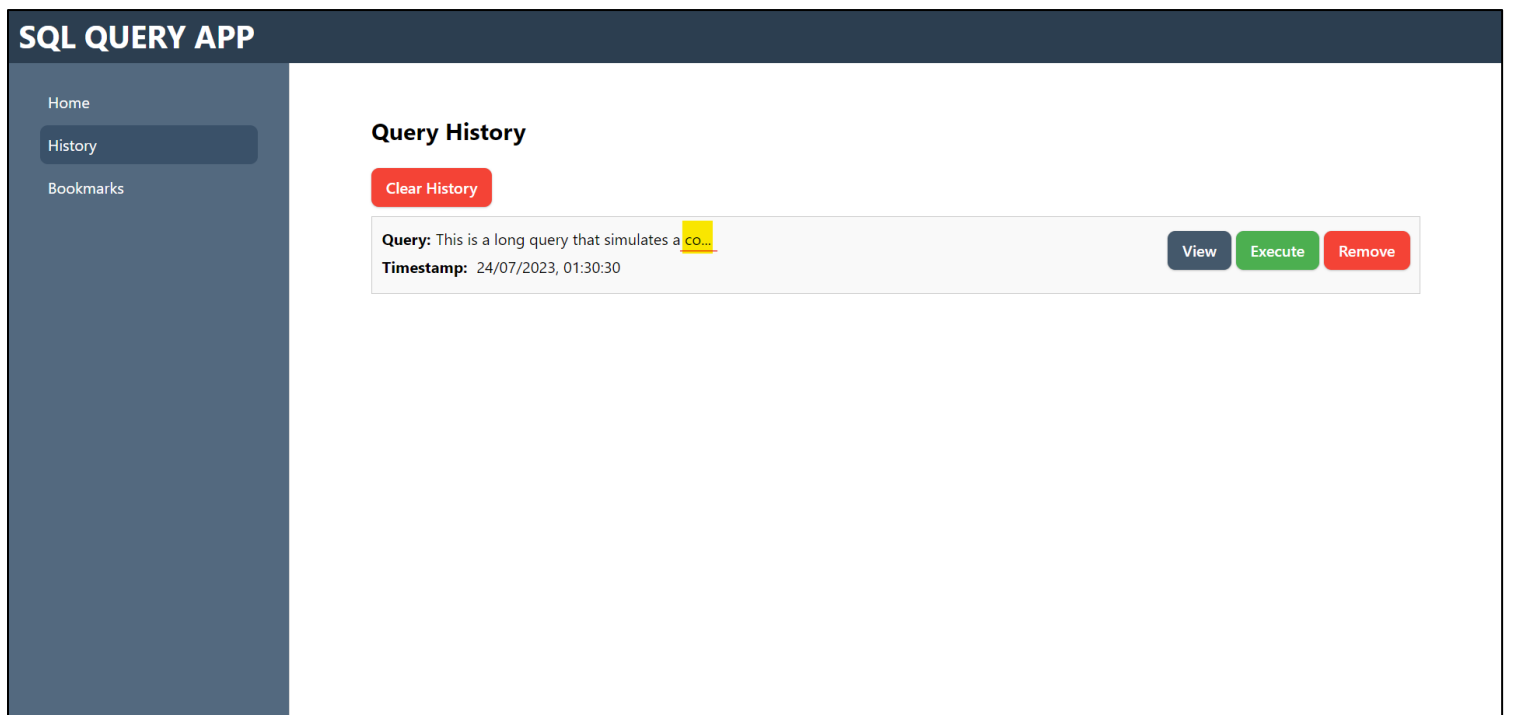 SQL QUERY APP
Home
History
Bookmarks
Query History
Clear History
Query: This is a long query that simulates a co...
Timestamp: 24/07/2023, 01:30:30
View
Execute
Remove